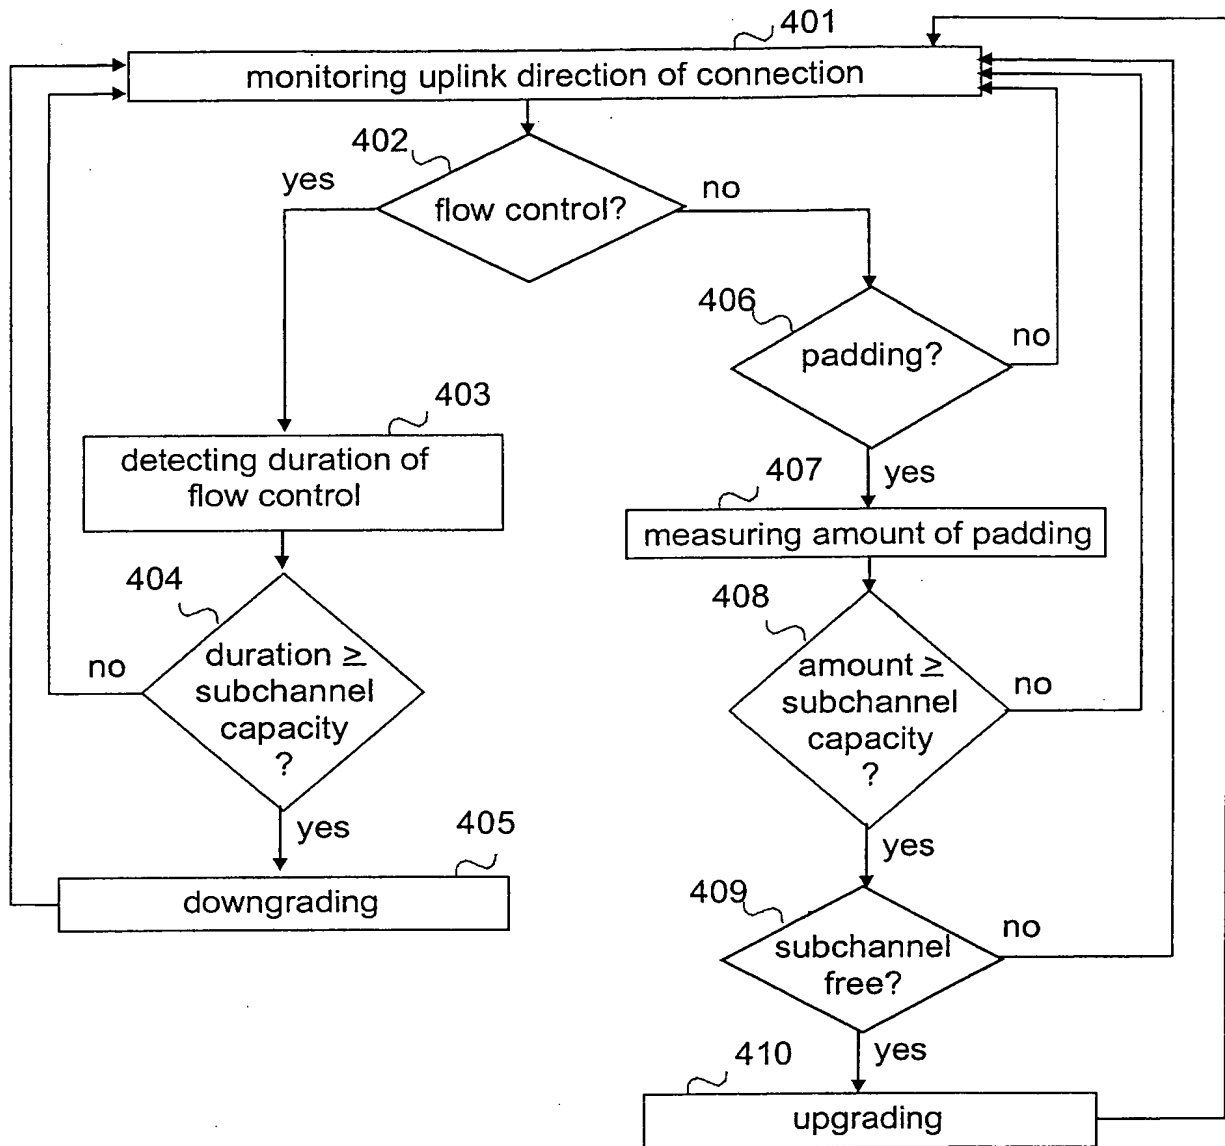 401
monitoring uplink direction of connection
402
yes
flow control?
no
406
padding?
no
403
detecting duration of
flow control
yes
407
measuring amount of padding
404
no
duration ≥
subchannel
capacity
?
408
amount ≥
subchannel
capacity
?
no
yes
405
downgrading
yes
409
subchannel
free?
no
yes
410
upgrading